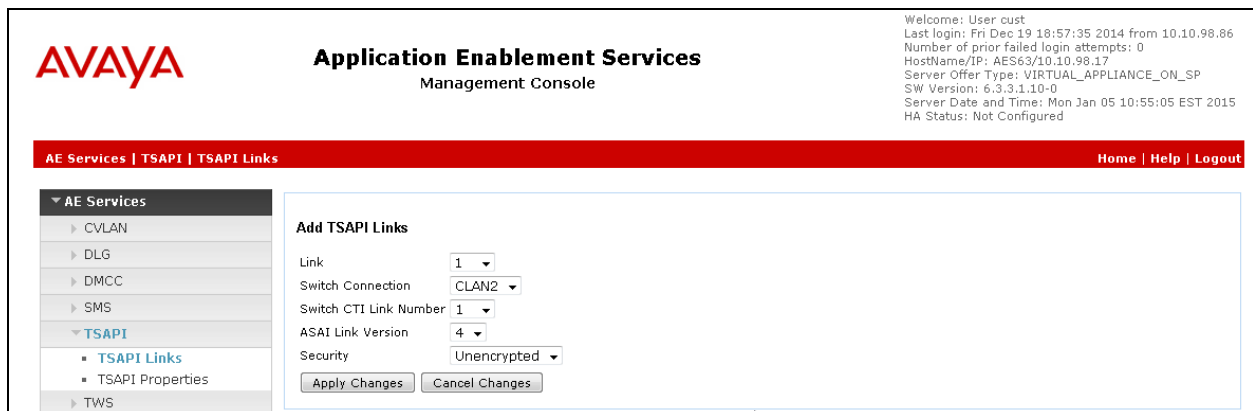 AVAYA
Application Enablement Services
Management Console
Welcome: User cust
Last login: Fri Dec 19 18:57:35 2014 from 10.10.98.86
Number of prior failed login attempts: 0
HostName/IP: AES63/10.10.98.17
Server Offer Type: VIRTUAL_APPLIANCE_ON_SP
SW Version: 6.3.3.1.10-0
Server Date and Time: Mon Jan 05 10:55:05 EST 2015
HA Status: Not Configured
AE Services | TSAPI | TSAPI Links
Home | Help | Logout
AE Services
CVLAN
DLG
DMCC
SMS
TSAPI
TSAPI Links
TSAPI Properties
TWS
Add TSAPI Links
Link 1
Switch Connection CLAN2
Switch CTI Link Number 1
ASAI Link Version 4
Security Unencrypted
Apply Changes Cancel Changes